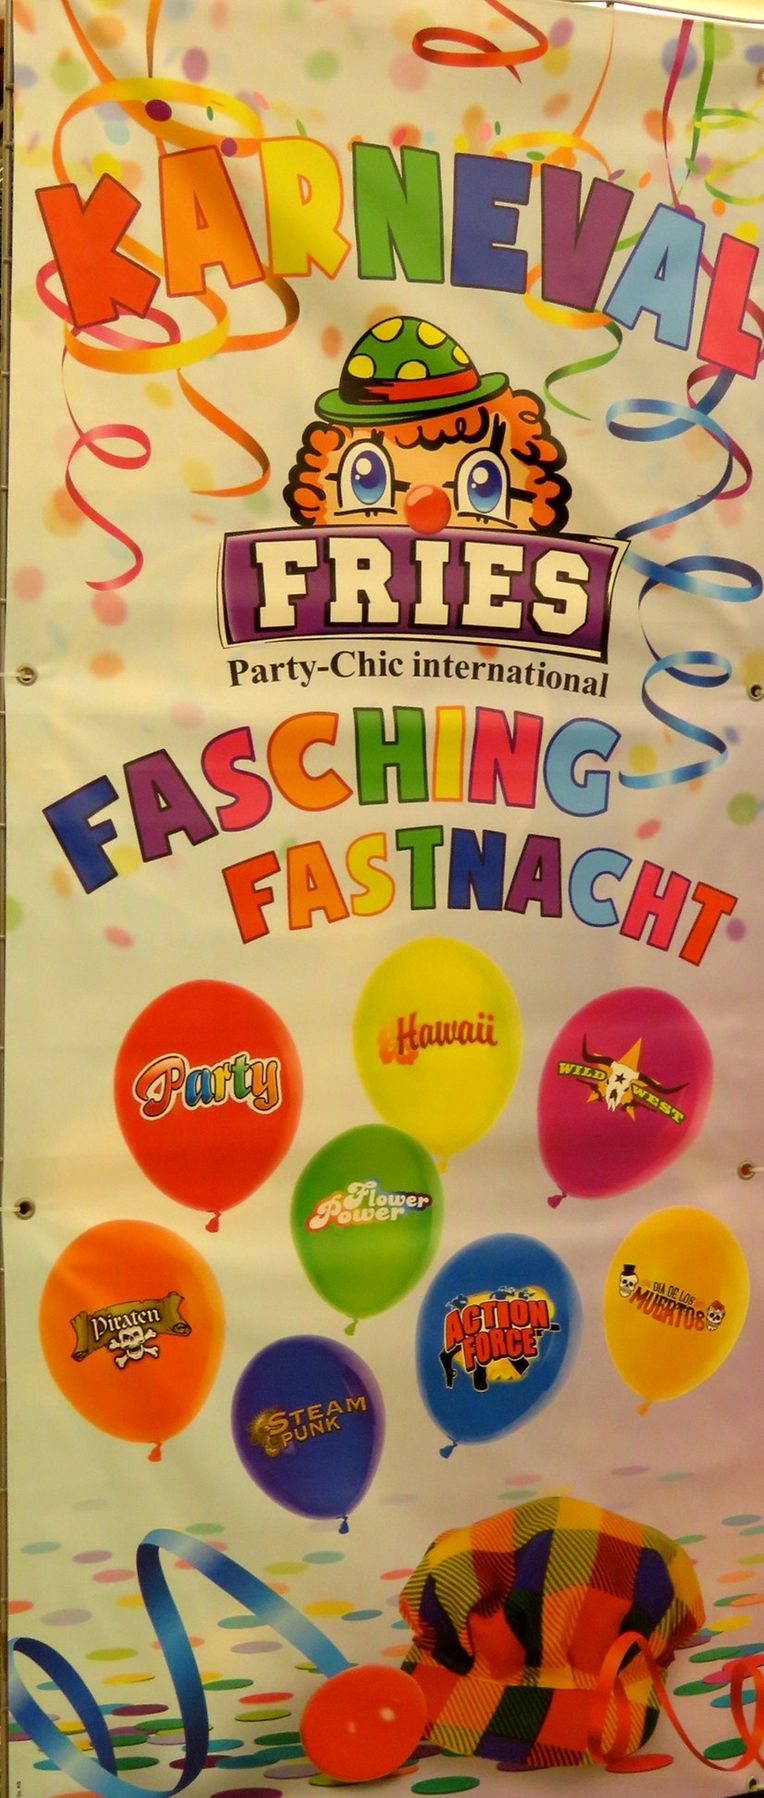 KARNEVAL
FRIES
Party-Chic international
FASCHING
FASTNACHT
Party
Hawaii
WILD WEST
Flower
Power
Piraten
ACTION
FORCE
DIA DE LOS
MUERTOS
STEAM
PUNK